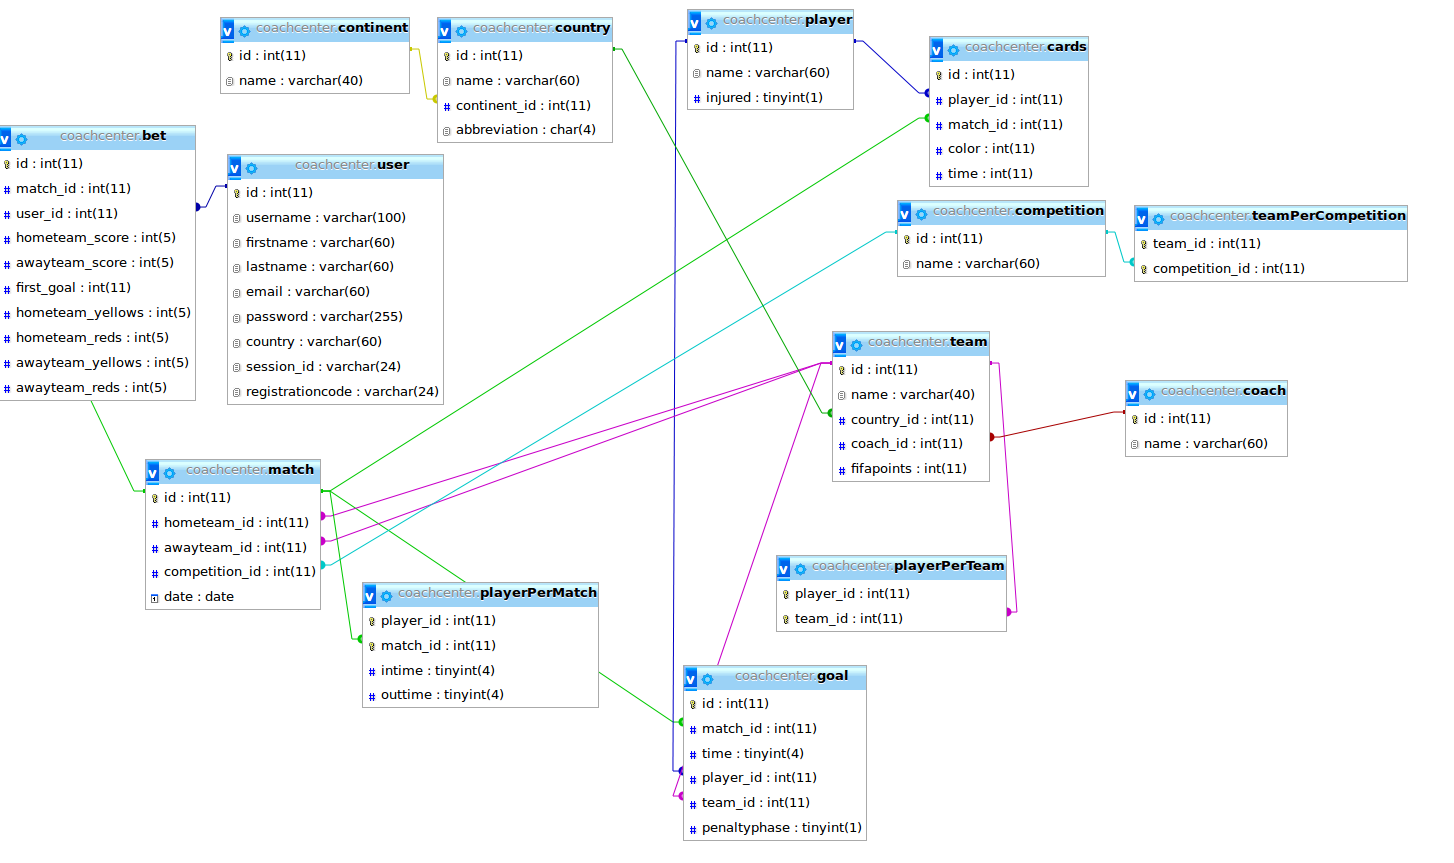 coachcenter.continent
id : int(11)
name : varchar(40)
coachcenter.country
id : int(11)
name : varchar(60)
continent_id : int(11)
abbreviation : char(4)
coachcenter.player
id : int(11)
name : varchar(60)
injured : tinyint(1)
coachcenter.cards
id : int(11)
player_id : int(11)
match_id : int(11)
color : int(11)
time : int(11)
coachcenter.bet
id : int(11)
match_id : int(11)
user_id : int(11)
hometeam_score : int(5)
awayteam_score : int(5)
first_goal : int(11)
hometeam_yellows : int(5)
hometeam_reds : int(5)
awayteam_yellows : int(5)
awayteam_reds : int(5)
coachcenter.user
id : int(11)
username : varchar(100)
firstname : varchar(60)
lastname : varchar(60)
email : varchar(60)
password : varchar(255)
country : varchar(60)
session_id : varchar(24)
registrationcode : varchar(24)
coachcenter.competition
id : int(11)
name : varchar(60)
coachcenter.teamPerCompetition
team_id : int(11)
competition_id : int(11)
coachcenter.team
id : int(11)
name : varchar(40)
country_id : int(11)
coach_id : int(11)
fifapoints : int(11)
coachcenter.coach
id : int(11)
name : varchar(60)
coachcenter.match
id : int(11)
hometeam_id : int(11)
awayteam_id : int(11)
competition_id : int(11)
date : date
coachcenter.playerPerMatch
player_id : int(11)
match_id : int(11)
intime : tinyint(4)
outtime : tinyint(4)
coachcenter.playerPerTeam
player_id : int(11)
team_id : int(11)
coachcenter.goal
id : int(11)
match_id : int(11)
time : tinyint(4)
player_id : int(11)
team_id : int(11)
penaltyphase : tinyint(1)